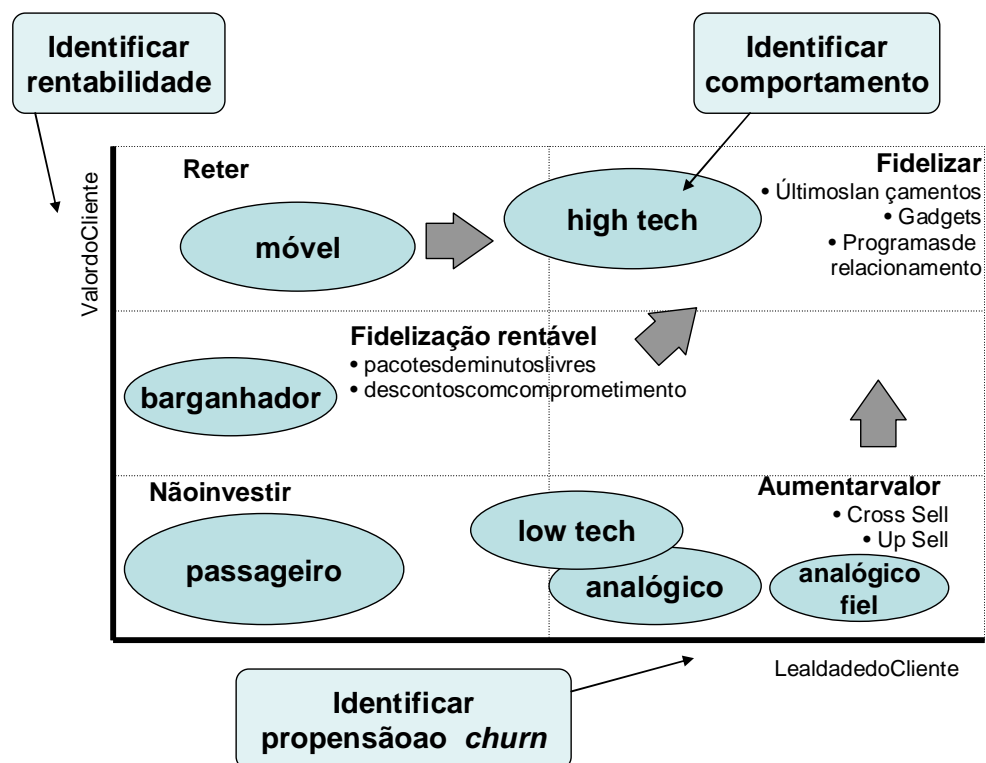 Identificar
rentabilidade
Identificar
comportamento
ValordoCliente
Reter
Fidelizar
• Últimoslan çamentos
• Gadgets
• Programasde
relacionamento
móvel
high tech
Fidelização rentável
• pacotesdeminutoslivres
• descontoscomcomprometimento
barganhador
Nãoinvestir
Aumentarvalor
• Cross Sell
• Up Sell
low tech
passageiro
analógico
analógico
fiel
LealdadedoCliente
Identificar
propensãoao churn